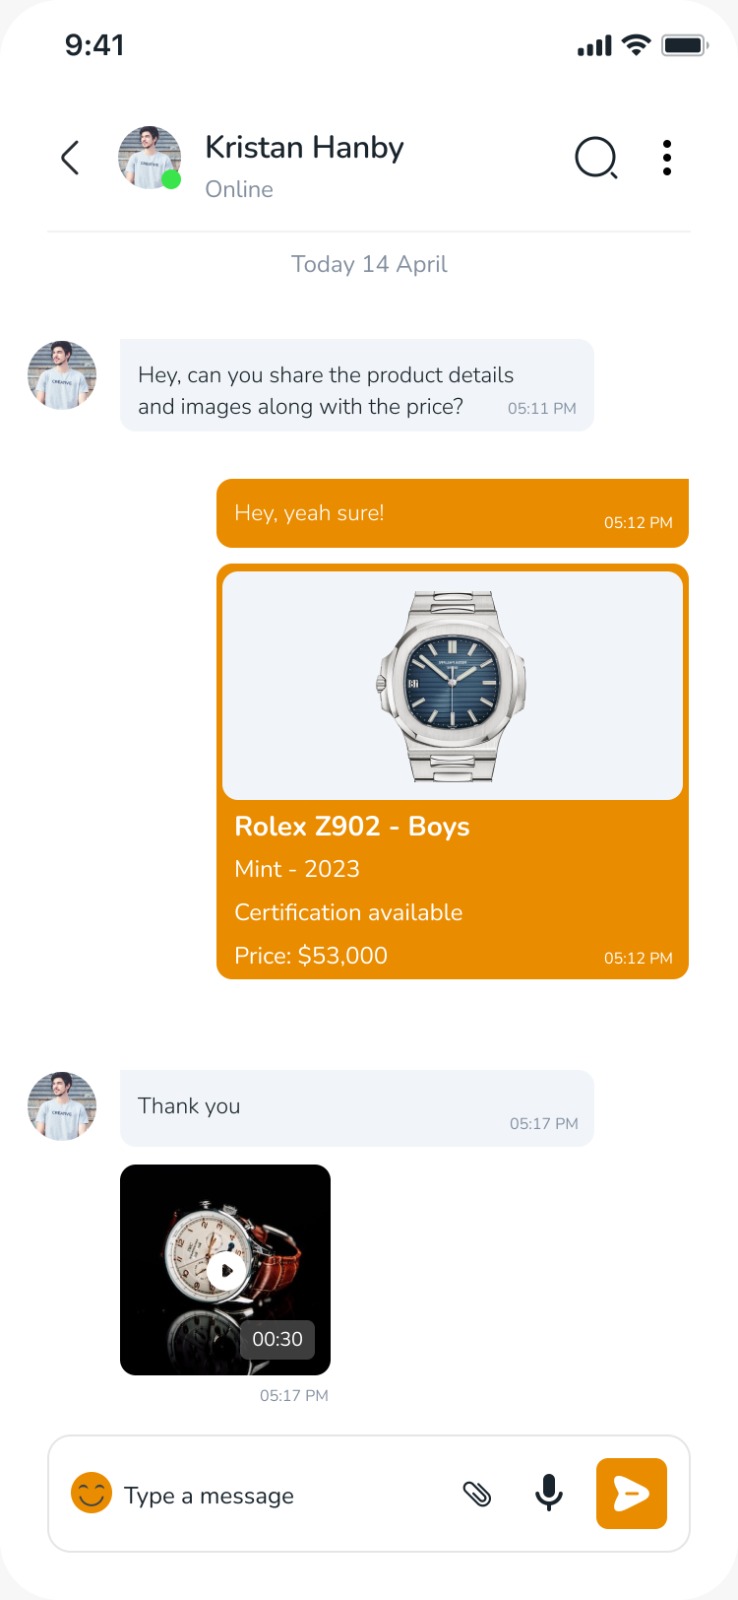 9:41
Kristan Hanby
Online
Today 14 April
Hey, can you share the product details
and images along with the price?
05:11 PM
Hey, yeah sure!
05:12 PM
Rolex Z902 - Boys
Mint - 2023
Certification available
Price: $53,000
05:12 PM
Thank you
05:17 PM
00:30
05:17 PM
Type a message